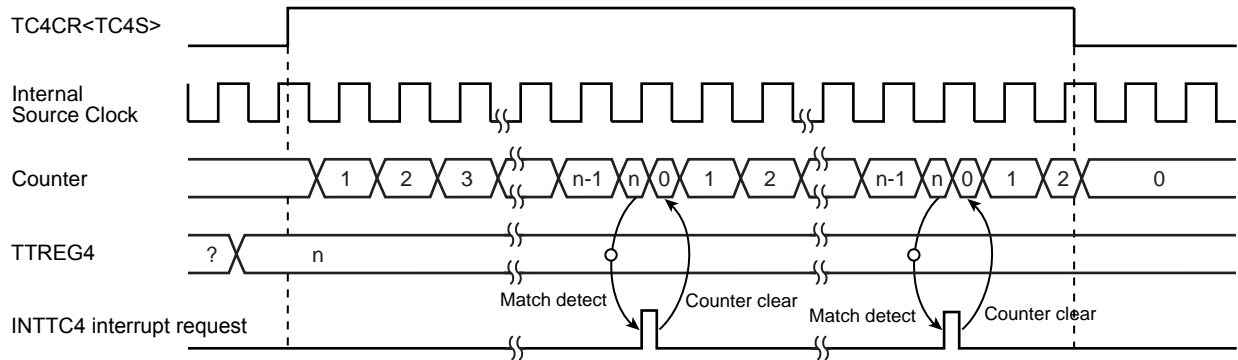 TC4CR<TC4S>
Internal
Source Clock
Counter
1 2 3 n-1 n 0 1 2 n-1 n 0 1 2 0
TTREG4
? n
Match detect Counter clear Match detect Counter clear
INTTC4 interrupt request